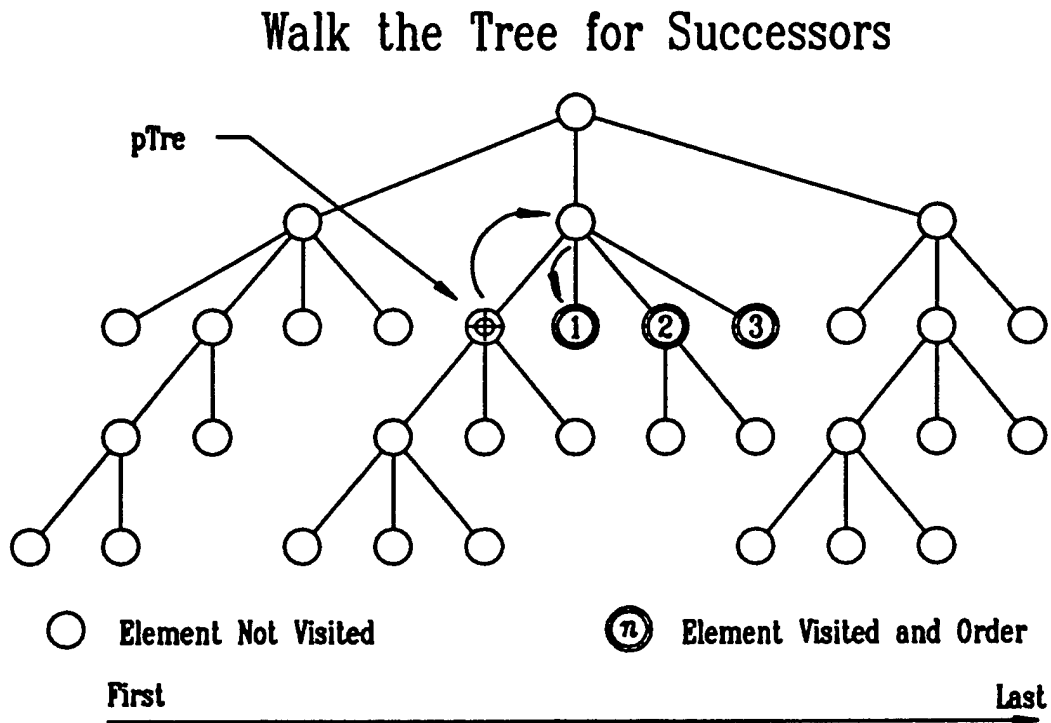 Walk the Tree for Successors
pTre
1 2 3
Element Not Visited
n Element Visited and Order
First Last